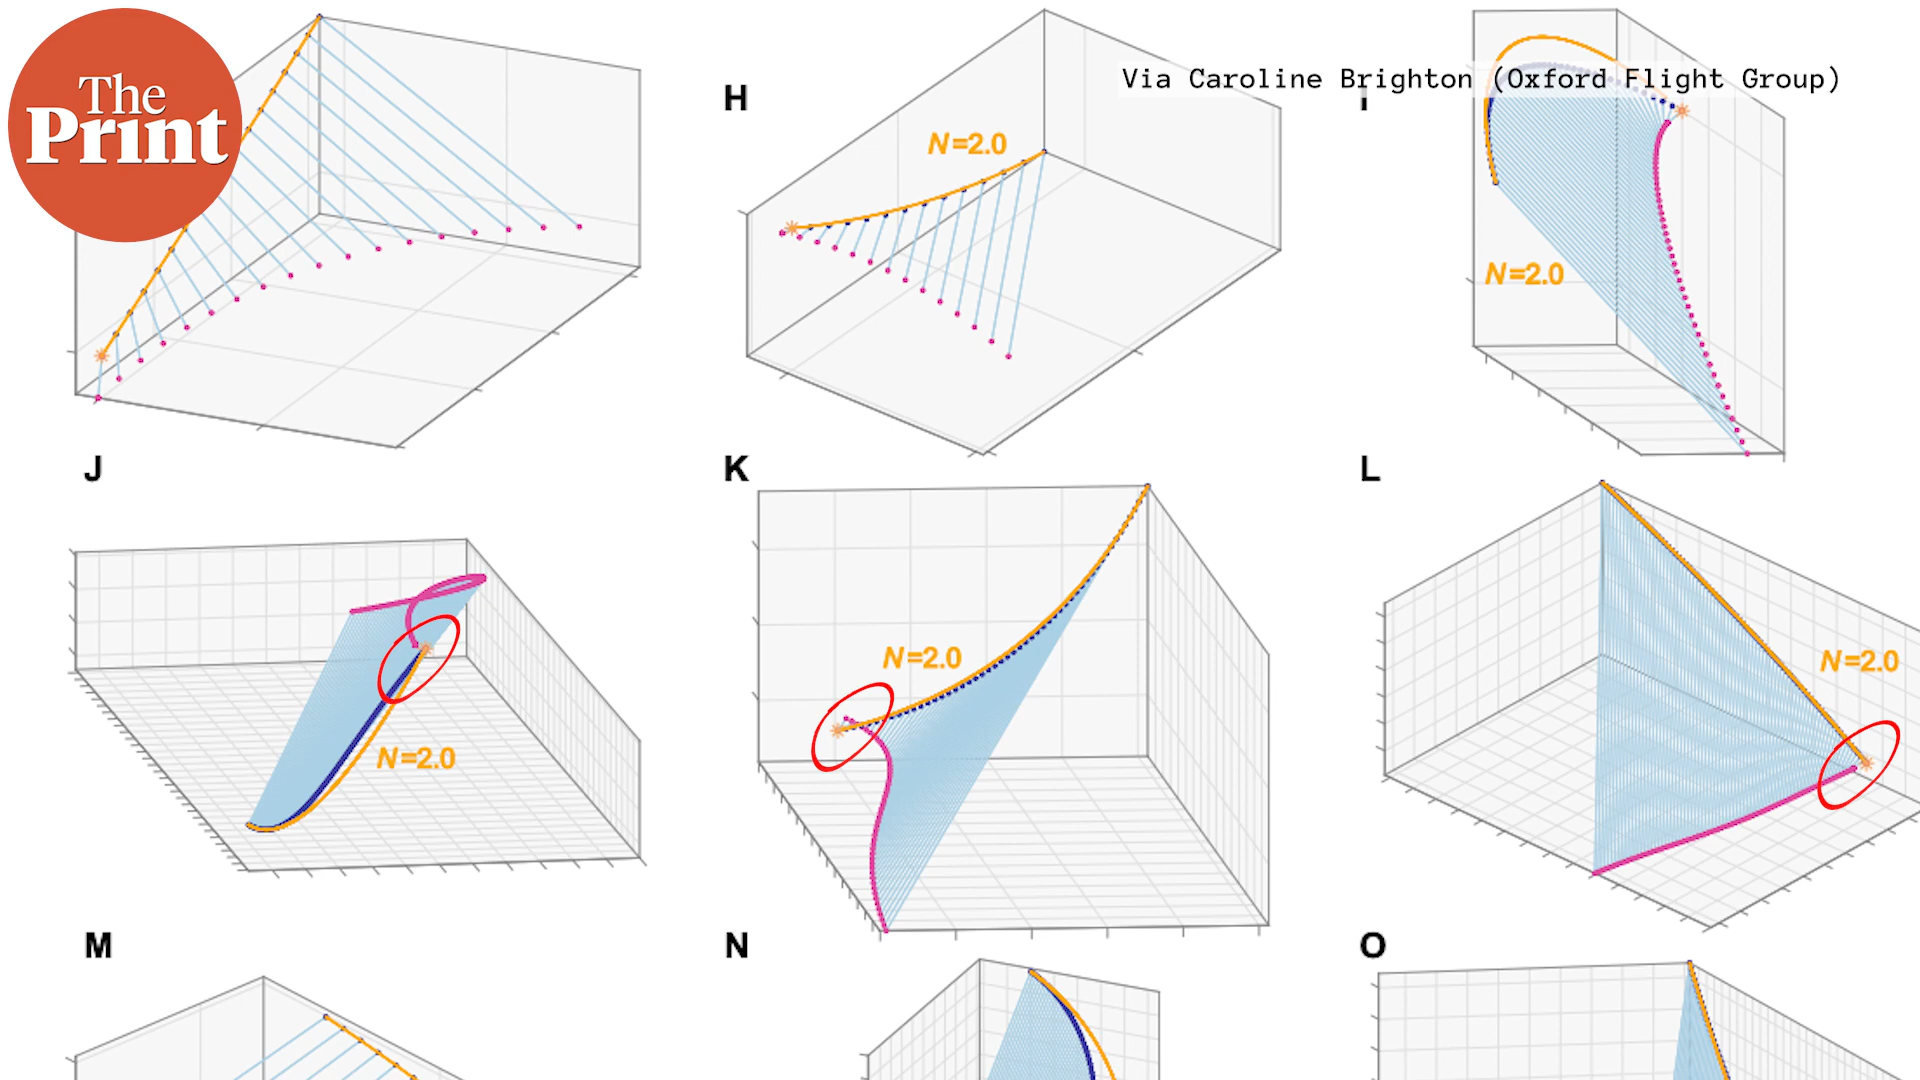 The
Print
Via Caroline Brighton (Oxford Flight Group)
H
I
N=2.0
N=2.0
J
K
L
N=2.0
N=2.0
N=2.0
M
N
O